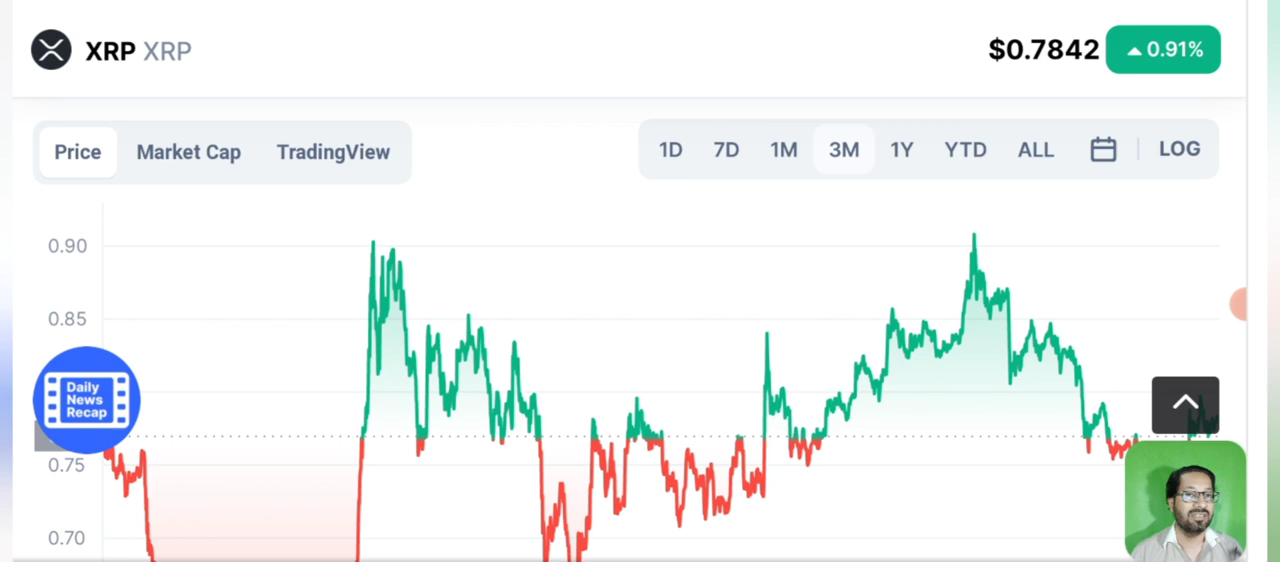 XRP XRP
$0.7842 0.91%
Price Market Cap TradingView
1D 7D 1M 3M 1Y YTD ALL LOG
0.90
0.85
Daily
News
Recap
0.75
0.70